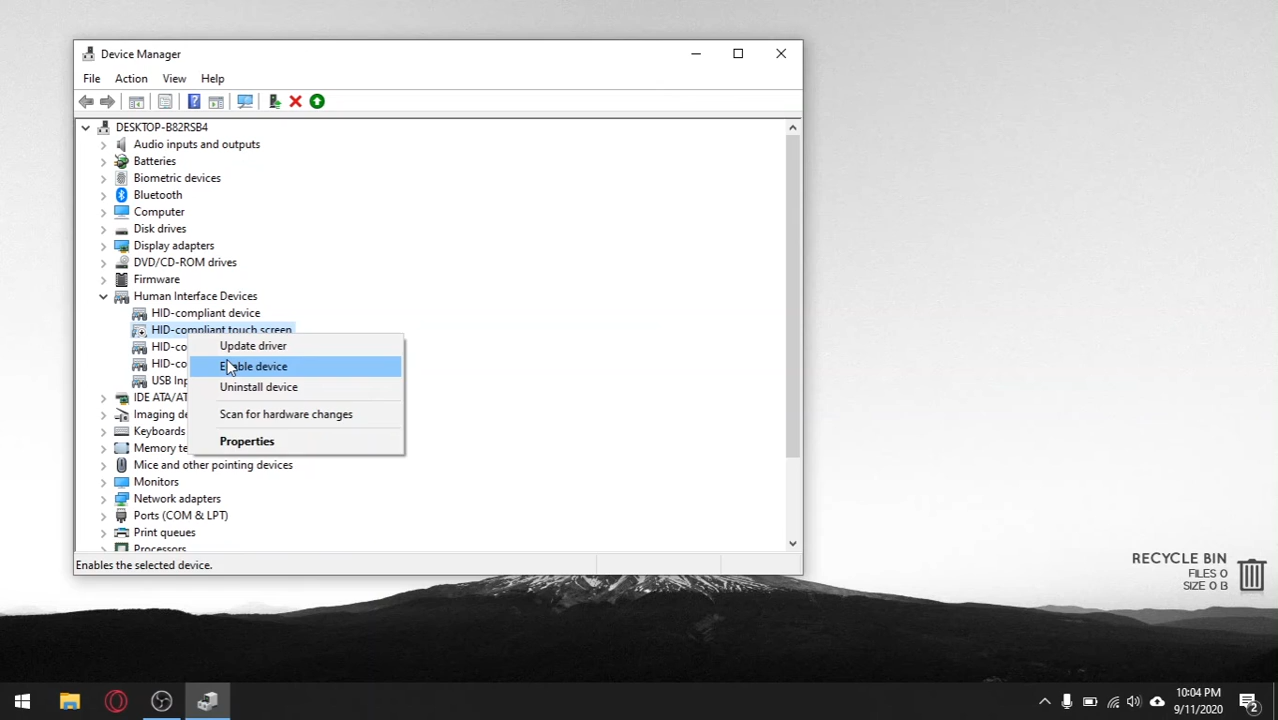 Device Manager
File Action View Help
DESKTOP-B82RSB4
Audio inputs and outputs
Batteries
Biometric devices
Bluetooth
Computer
Disk drives
Display adapters
DVD/CD-ROM drives
Firmware
Human Interface Devices
HID-compliant device
HID-compliant touch screen
HID-co
HID-co
USB Inp
IDE ATA/AT
Imaging de
Keyboards
Memory te
Mice and other pointing devices
Monitors
Network adapters
Ports (COM & LPT)
Print queues
Processors
Update driver
Enable device
Uninstall device
Scan for hardware changes
Properties
Enables the selected device.
RECYCLE BIN
FILES 0
SIZE 0 B
10:04 PM
9/11/2020
2